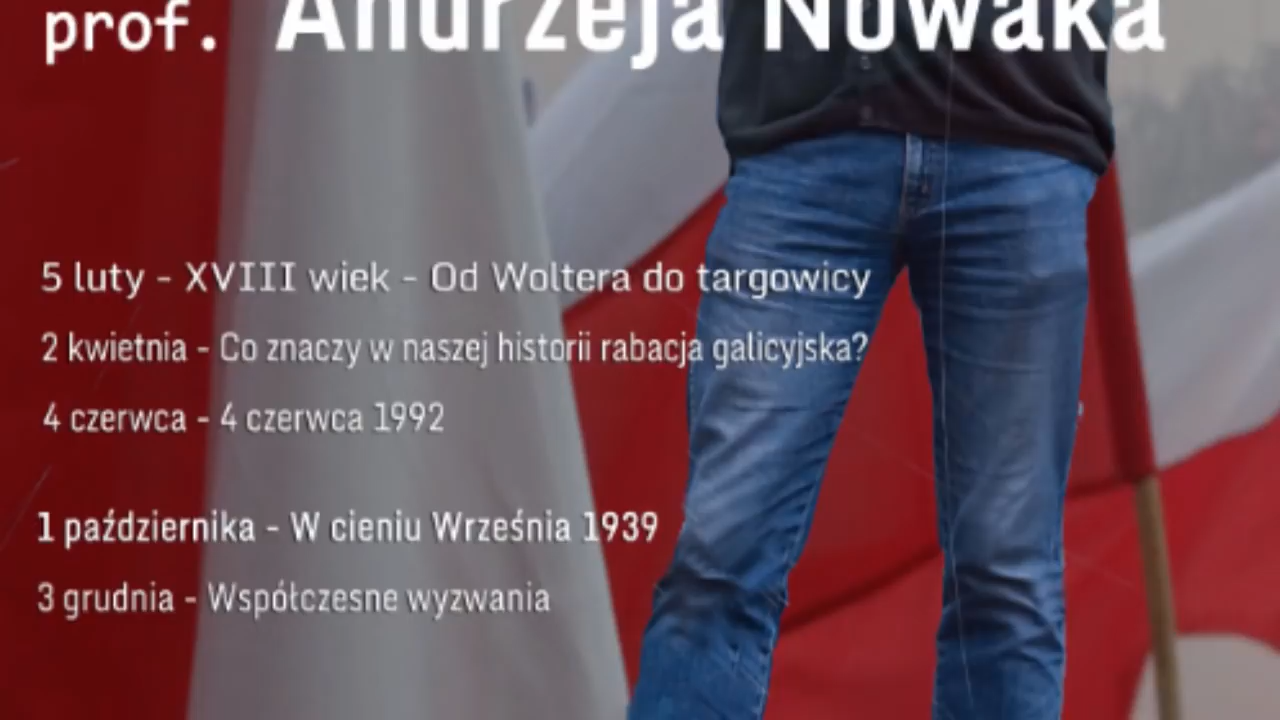 prof. Andrzeja Nowaka
5 luty - XVIII wiek - Od Woltera do targowicy
2 kwietnia - Co znaczy w naszej historii rabacja galicyjska?
4 czerwca - 4 czerwca 1992
1 października - W cieniu Września 1939
3 grudnia - Współczesne wyzwania